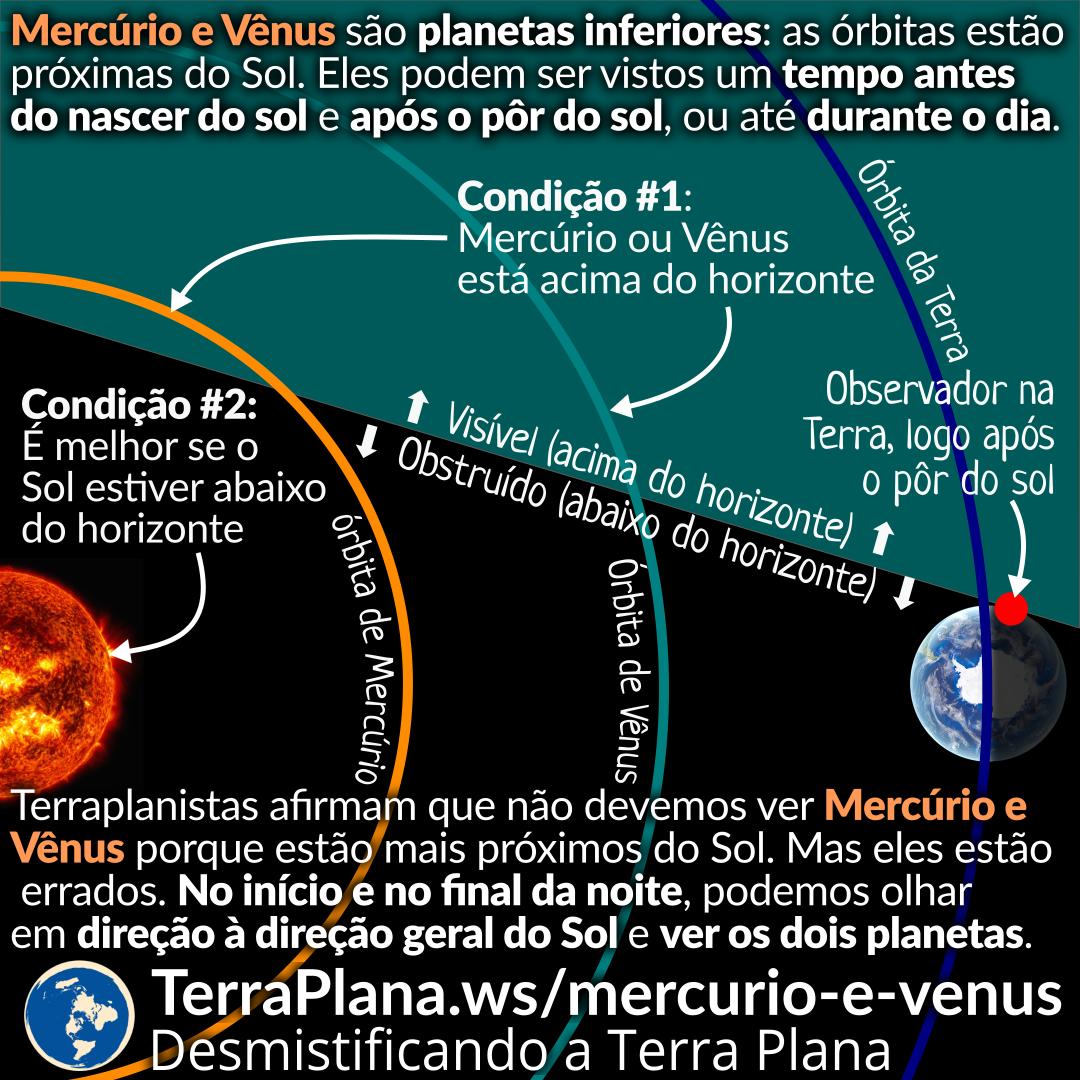 Mercúrio e Vênus são planetas inferiores: as órbitas estão
próximas do Sol. Eles podem ser vistos um tempo antes
do nascer do sol e após o pôr do sol, ou até durante o dia.
Condição #1:
Mercúrio ou Vênus
está acima do horizonte
Órbita da Terra
Observador na
Terra, logo após
o pôr do sol
Condição #2:
É melhor se o
Sol estiver abaixo
do horizonte
Visível (acima do horizonte)
Obstruído (abaixo do horizonte)
órbita de Mercúrio
Órbita de Vênus
Terraplanistas afirmam que não devemos ver Mercúrio e
Vênus porque estão mais próximos do Sol. Mas eles estão
errados. No início e no final da noite, podemos olhar
em direção à direção geral do Sol e ver os dois planetas.
TerraPlana.ws/mercurio-e-venus
Desmistificando a Terra Plana